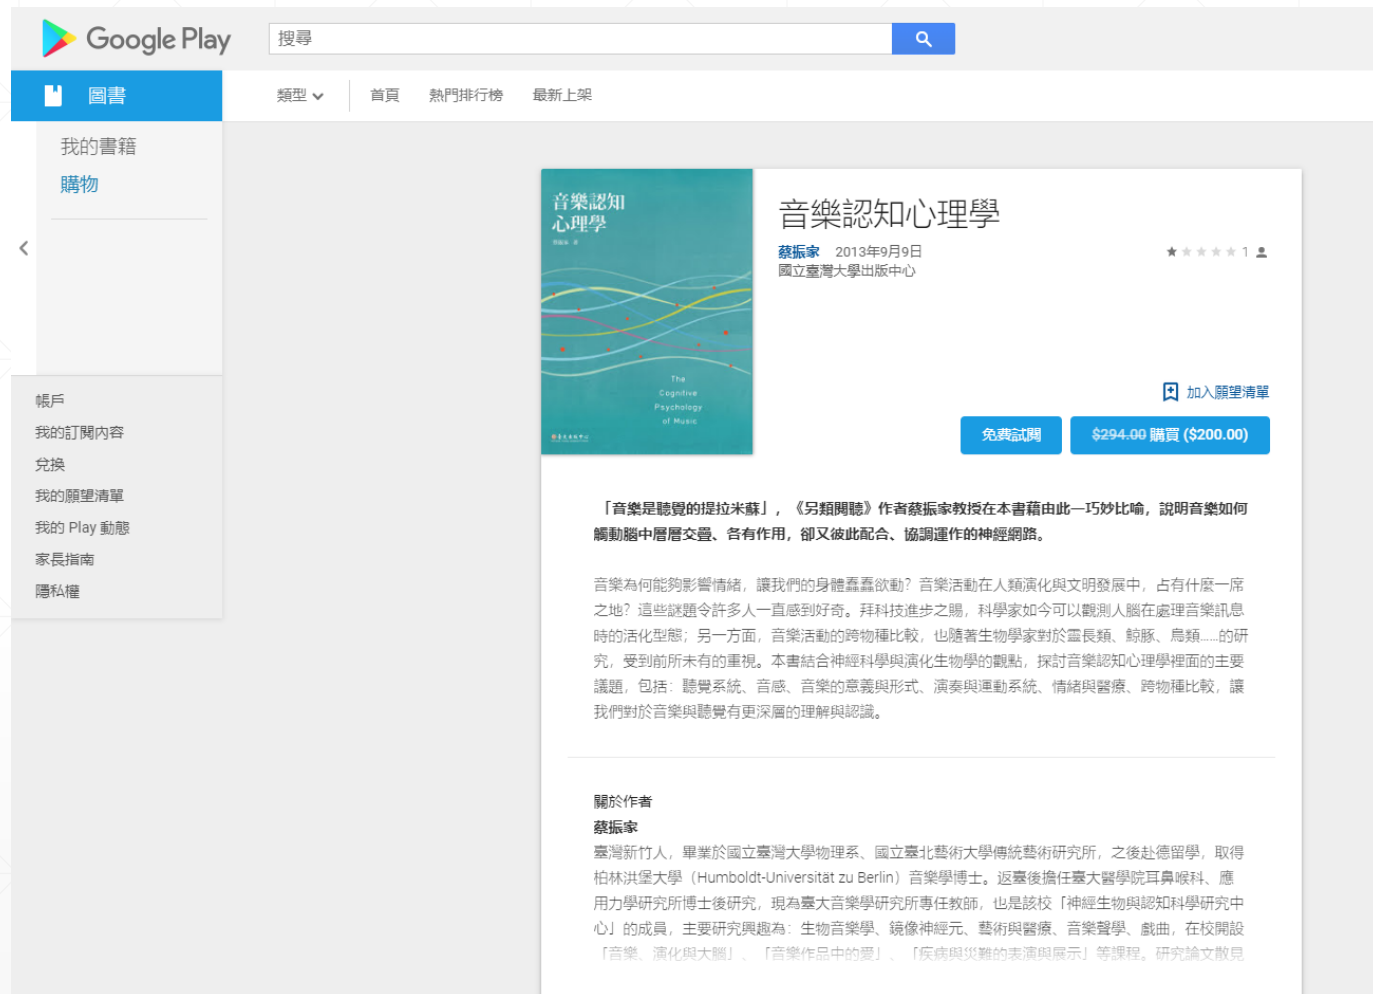 Google Play
搜尋
圖書
類型
首頁
熱門排行榜
最新上架
我的書籍
購物
帳戶
我的訂閱內容
兌換
我的願望清單
我的 Play 動態
家長指南
隱私權
音樂認知
心理學
蔡振家 著
The
Cognitive
Psychology
of Music
音樂認知心理學
蔡振家 2013年9月9日
國立臺灣大學出版中心
1
加入願望清單
免費試閱
$294.00 購買 ($200.00)
「音樂是聽覺的提拉米蘇」，《另類閱聽》作者蔡振家教授在本書藉由此一巧妙比喻，說明音樂如何
觸動腦中層層交疊、各有作用，卻又彼此配合、協調運作的神經網路。
音樂為何能夠影響情緒，讓我們的身體蠢蠢欲動？音樂活動在人類演化與文明發展中，占有什麼一席
之地？這些謎題令許多人一直感到好奇。拜科技進步之賜，科學家如今可以觀測人腦在處理音樂訊息
時的活化型態；另一方面，音樂活動的跨物種比較，也隨著生物學家對於靈長類、鯨豚、鳥類……的研
究，受到前所未有的重視。本書結合神經科學與演化生物學的觀點，探討音樂認知心理學裡面的主要
議題，包括：聽覺系統、音感、音樂的意義與形式、演奏與運動系統、情緒與醫療、跨物種比較，讓
我們對於音樂與聽覺有更深層的理解與認識。
關於作者
蔡振家
臺灣新竹人，畢業於國立臺灣大學物理系、國立臺北藝術大學傳統藝術研究所，之後赴德留學，取得
柏林洪堡大學（Humboldt-Universität zu Berlin）音樂學博士。返臺後擔任臺大醫學院耳鼻喉科、應
用力學研究所博士後研究，現為臺大音樂學研究所專任教師，也是該校「神經生物與認知科學研究中
心」的成員，主要研究興趣為：生物音樂學、鏡像神經元、藝術與醫療、音樂聲學、戲曲，在校開設
「音樂、演化與大腦」、「音樂作品中的愛」、「疾病與災難的表演與展示」等課程。研究論文散見